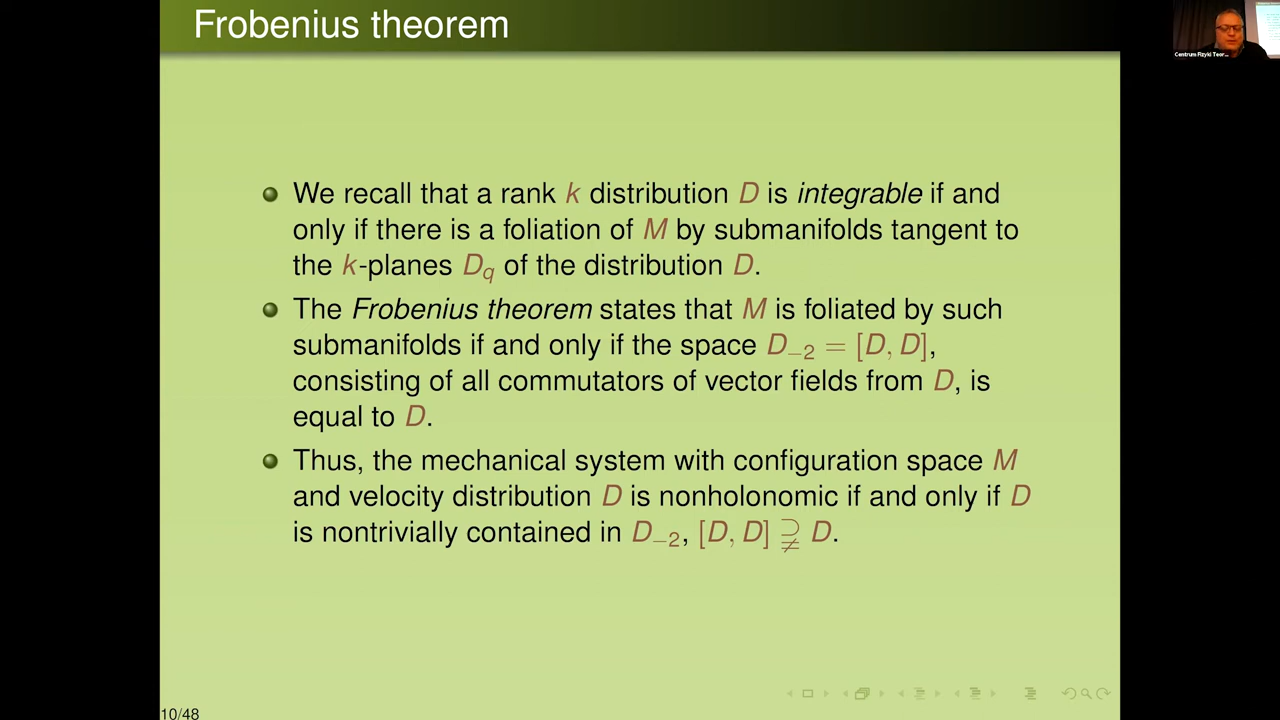 Frobenius theorem
Centrum Fizyki Teor...
We recall that a rank k distribution D is integrable if and
only if there is a foliation of M by submanifolds tangent to
the k-planes D_q of the distribution D.
The Frobenius theorem states that M is foliated by such
submanifolds if and only if the space D_{−2} = [D, D],
consisting of all commutators of vector fields from D, is
equal to D.
Thus, the mechanical system with configuration space M
and velocity distribution D is nonholonomic if and only if D
is nontrivially contained in D_{−2}, [D, D] ⊋ D.
10/48